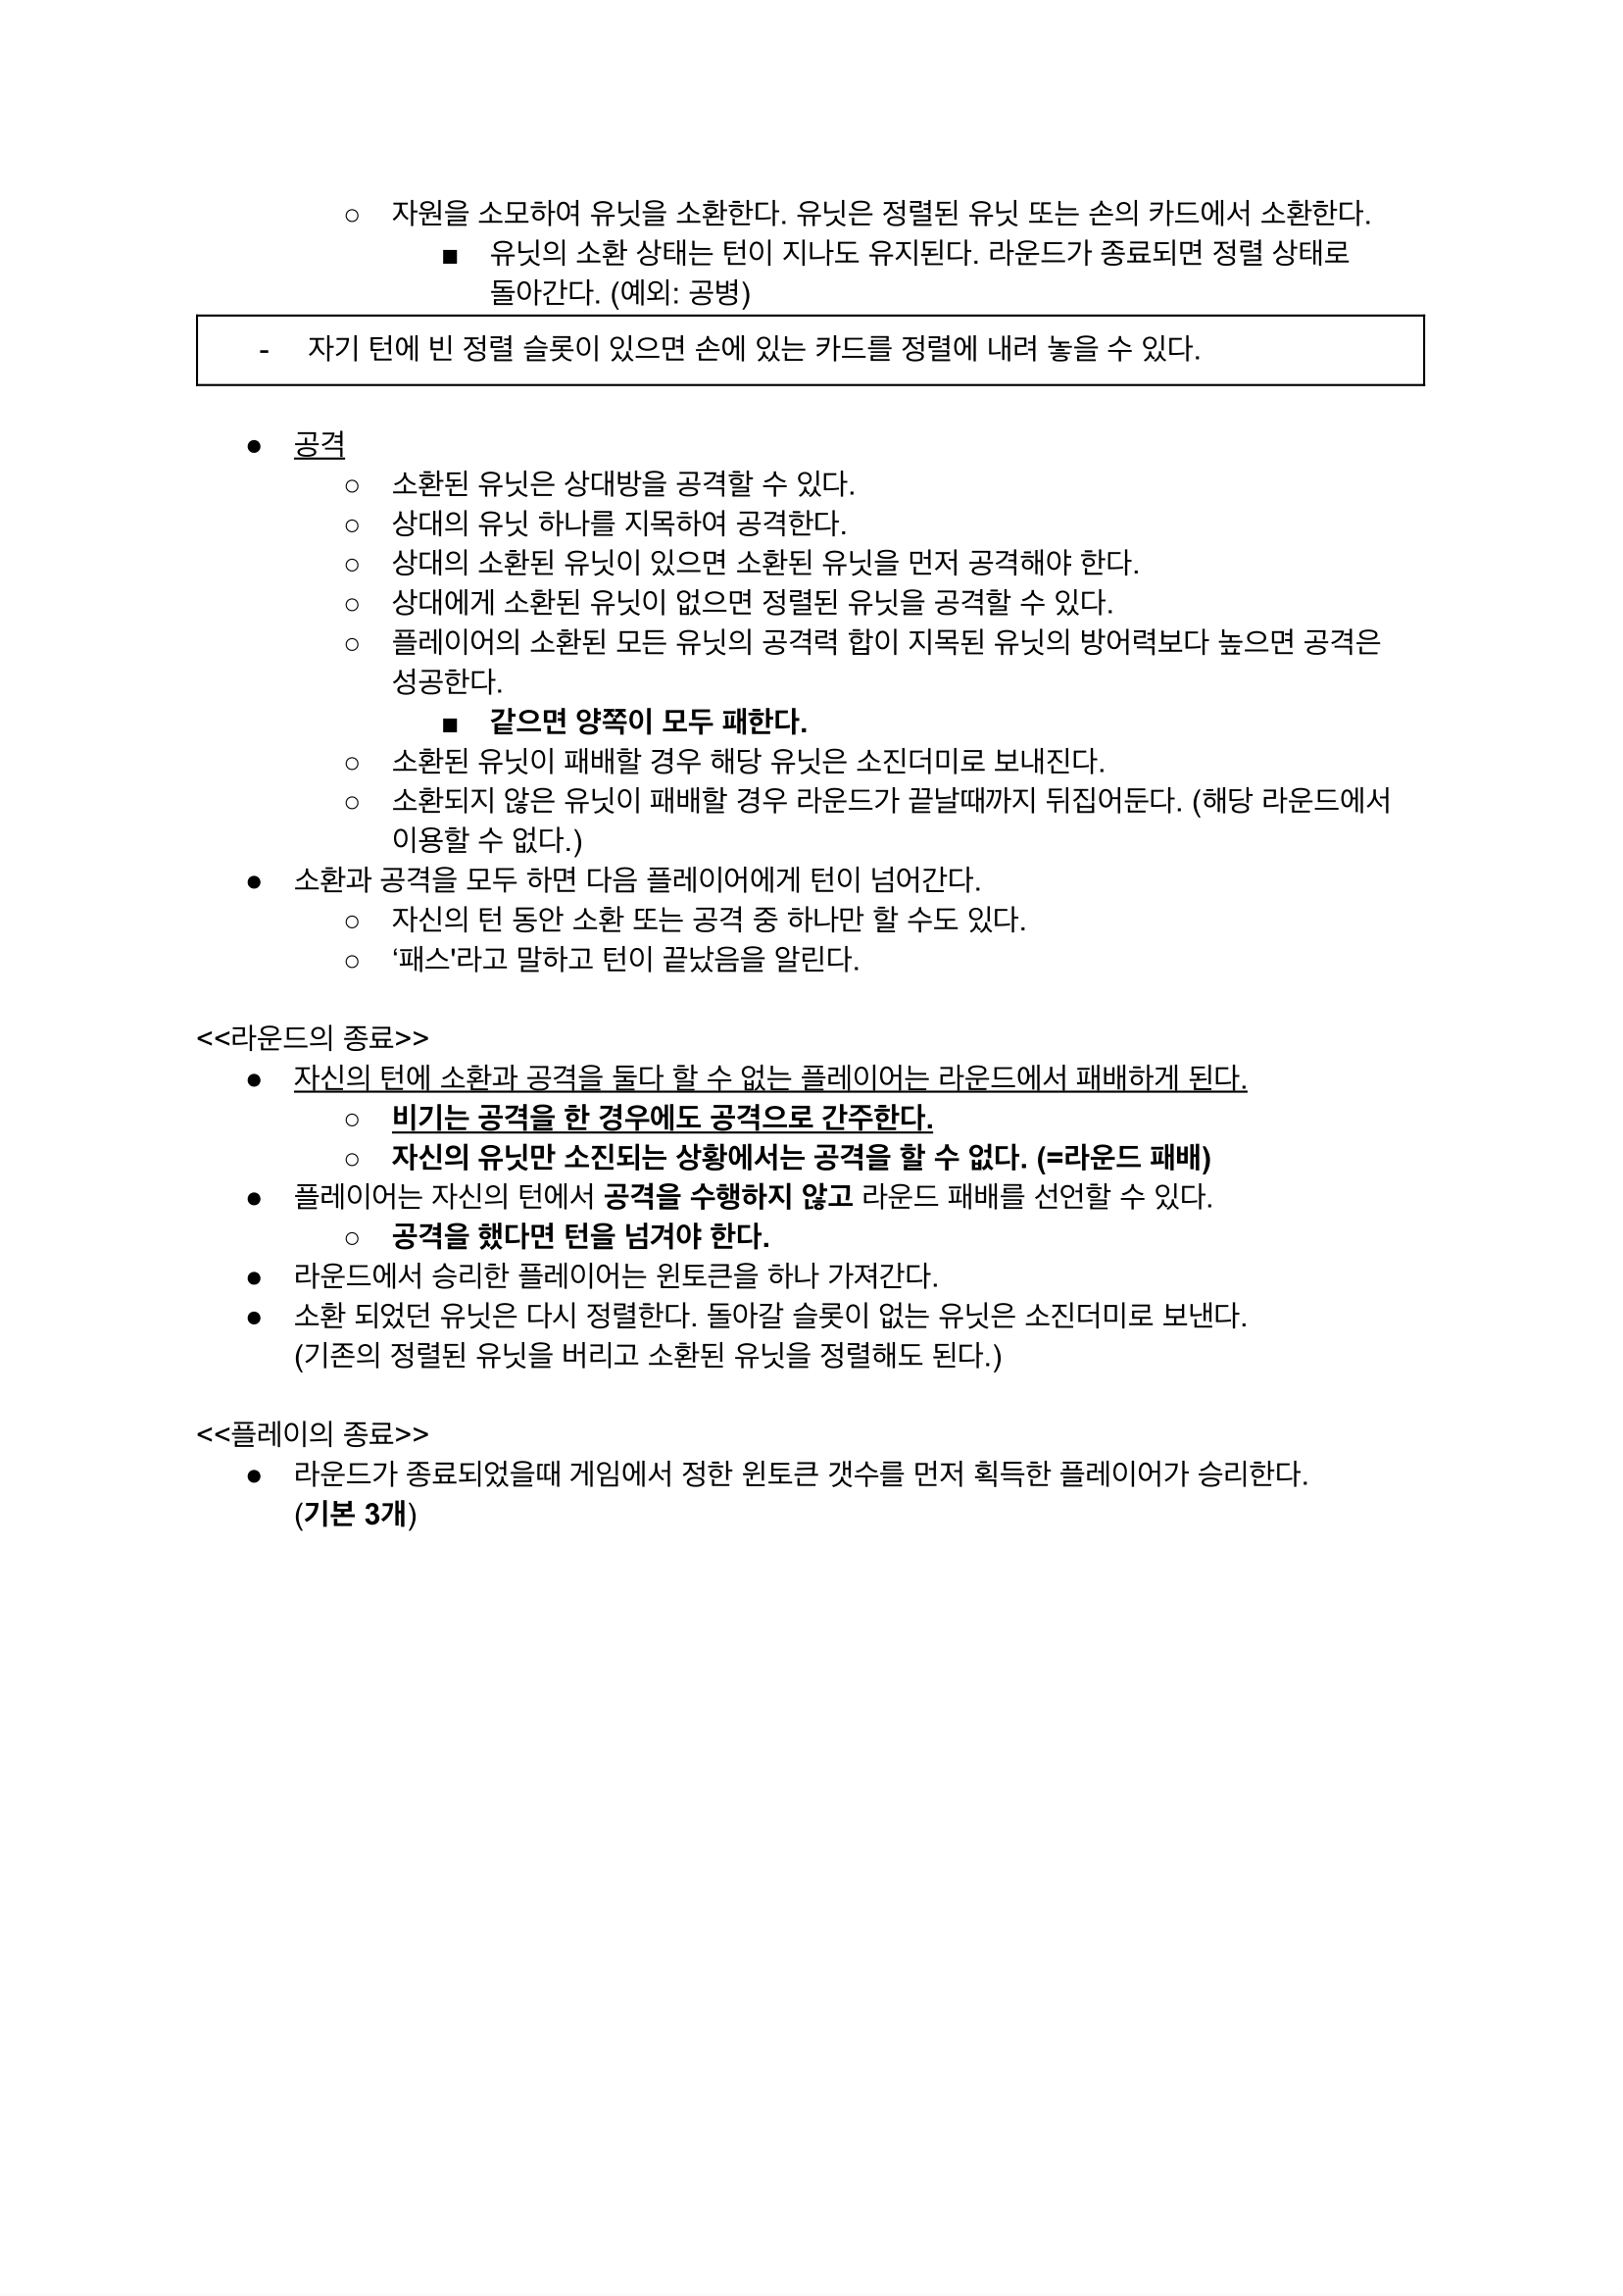 ○ 자원을 소모하여 유닛을 소환한다. 유닛은 정렬된 유닛 또는 손의 카드에서 소환한다.
■ 유닛의 소환 상태는 턴이 지나도 유지된다. 라운드가 종료되면 정렬 상태로
돌아간다. (예외: 공병)
- 자기 턴에 빈 정렬 슬롯이 있으면 손에 있는 카드를 정렬에 내려 놓을 수 있다.
● 공격
○ 소환된 유닛은 상대방을 공격할 수 있다.
○ 상대의 유닛 하나를 지목하여 공격한다.
○ 상대의 소환된 유닛이 있으면 소환된 유닛을 먼저 공격해야 한다.
○ 상대에게 소환된 유닛이 없으면 정렬된 유닛을 공격할 수 있다.
○ 플레이어의 소환된 모든 유닛의 공격력 합이 지목된 유닛의 방어력보다 높으면 공격은
성공한다.
■ 같으면 양쪽이 모두 패한다.
○ 소환된 유닛이 패배할 경우 해당 유닛은 소진더미로 보내진다.
○ 소환되지 않은 유닛이 패배할 경우 라운드가 끝날때까지 뒤집어둔다. (해당 라운드에서
이용할 수 없다.)
● 소환과 공격을 모두 하면 다음 플레이어에게 턴이 넘어간다.
○ 자신의 턴 동안 소환 또는 공격 중 하나만 할 수도 있다.
○ ‘패스'라고 말하고 턴이 끝났음을 알린다.
<<라운드의 종료>>
● 자신의 턴에 소환과 공격을 둘다 할 수 없는 플레이어는 라운드에서 패배하게 된다.
○ 비기는 공격을 한 경우에도 공격으로 간주한다.
○ 자신의 유닛만 소진되는 상황에서는 공격을 할 수 없다. (=라운드 패배)
● 플레이어는 자신의 턴에서 공격을 수행하지 않고 라운드 패배를 선언할 수 있다.
○ 공격을 했다면 턴을 넘겨야 한다.
● 라운드에서 승리한 플레이어는 윈토큰을 하나 가져간다.
● 소환 되었던 유닛은 다시 정렬한다. 돌아갈 슬롯이 없는 유닛은 소진더미로 보낸다.
(기존의 정렬된 유닛을 버리고 소환된 유닛을 정렬해도 된다.)
<<플레이의 종료>>
● 라운드가 종료되었을때 게임에서 정한 윈토큰 갯수를 먼저 획득한 플레이어가 승리한다.
(기본 3개)